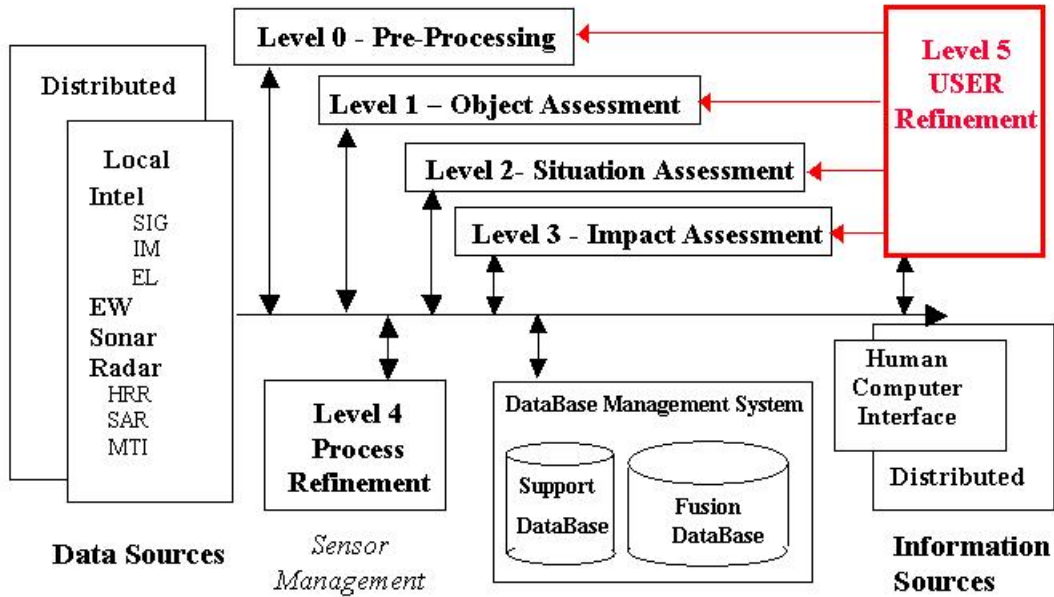 Distributed
Local
Intel
SIG
IM
EL
EW
Sonar
Radar
HRR
SAR
MTI
Data Sources
Level 0 - Pre-Processing
Level 1 – Object Assessment
Level 2- Situation Assessment
Level 3 - Impact Assessment
Level 5
USER
Refinement
Level 4
Process
Refinement
Sensor
Management
DataBase Management System
Support
DataBase
Fusion
DataBase
Human
Computer
Interface
Distributed
Information
Sources